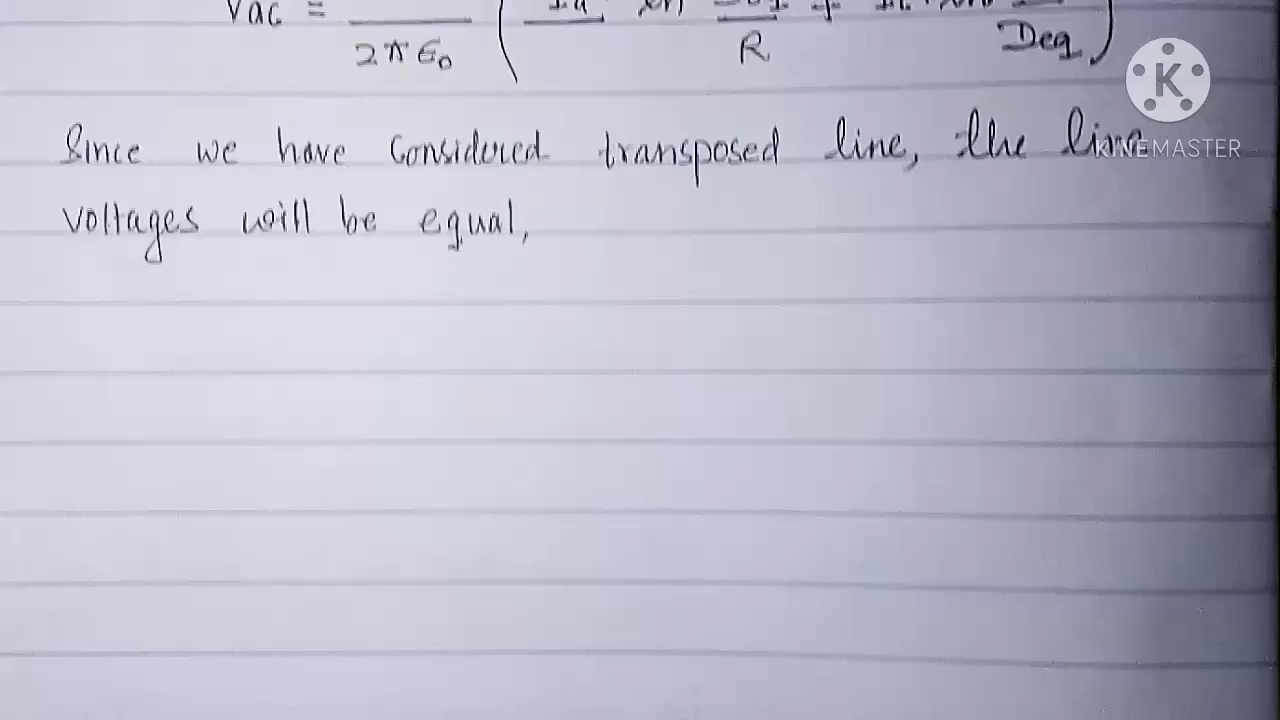 Vac =
2πϵ₀ R Deq
Since we have considered transposed line, the line
voltages will be equal,
K
KINEMASTER